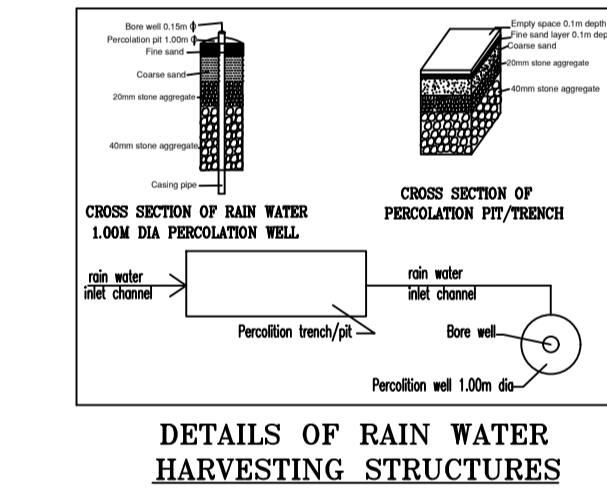 Bore well 0.15m ϕ
Percolation pit 1.00m ϕ
Fine sand
Coarse sand
20mm stone aggregate
40mm stone aggregate
Casing pipe
CROSS SECTION OF RAIN WATER
1.00M DIA PERCOLATION WELL
Empty space 0.1m depth
Fine sand layer 0.1m dep
Coarse sand
20mm stone aggregate
40mm stone aggregate
CROSS SECTION OF
PERCOLATION PIT/TRENCH
rain water
inlet channel
Percolition trench/pit
rain water
inlet channel
Bore well
Percolition well 1.00m dia
DETAILS OF RAIN WATER
HARVESTING STRUCTURES